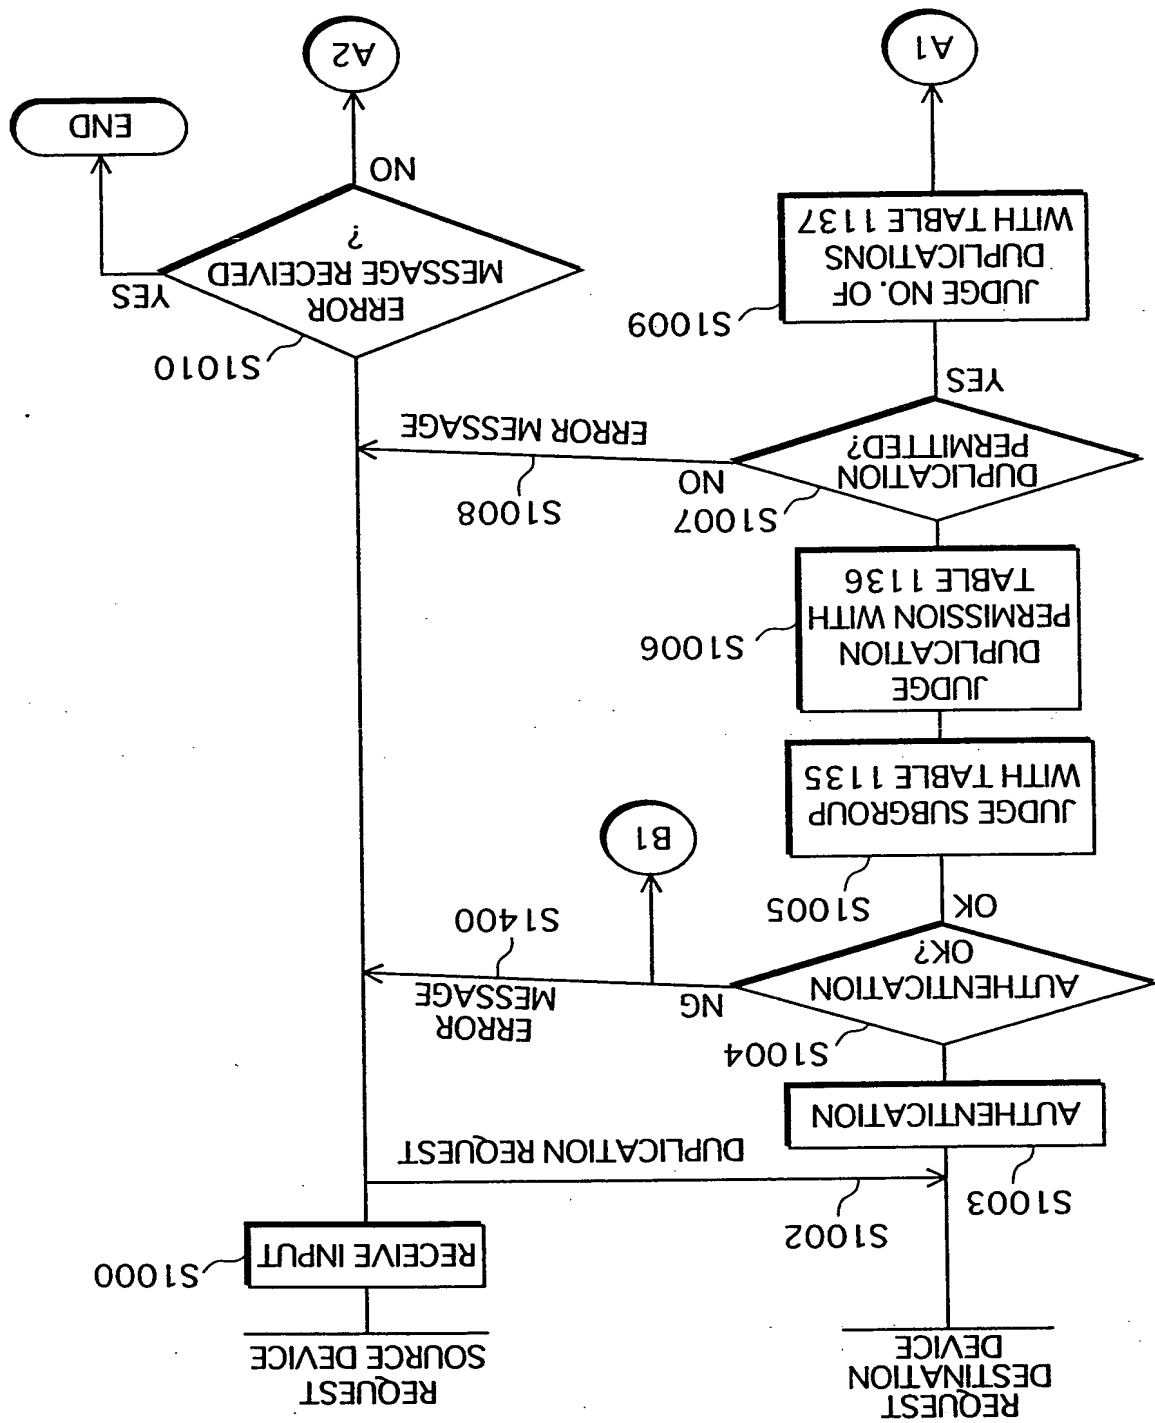 REQUEST
DESTINATION
DEVICE
REQUEST
SOURCE DEVICE
RECEIVE INPUT
S1000
S1002
DUPLICATION REQUEST
S1003
AUTHENTICATION
S1004
AUTHENTICATION
OK?
NG
ERROR
MESSAGE
S1400
B1
OK
S1005
JUDGE SUBGROUP
WITH TABLE 1135
JUDGE
DUPLICATION
PERMISSION WITH
TABLE 1136
S1006
S1007
DUPLICATION
PERMITTED?
NO
S1008
ERROR MESSAGE
YES
S1009
JUDGE NO. OF
DUPLICATIONS
WITH TABLE 1137
A1
S1010
ERROR
MESSAGE RECEIVED
?
YES
END
NO
A2